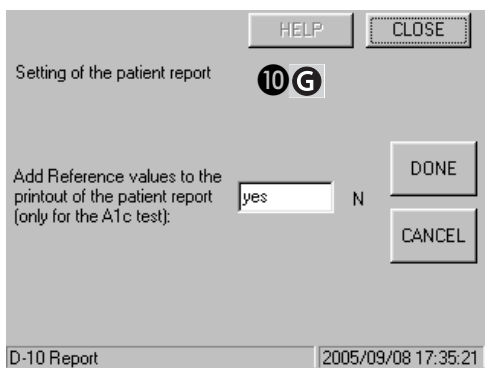 HELP CLOSE
Setting of the patient report
10 G
Add Reference values to the
printout of the patient report
(only for the A1c test):
yes N
DONE
CANCEL
D-10 Report 2005/09/08 17:35:21